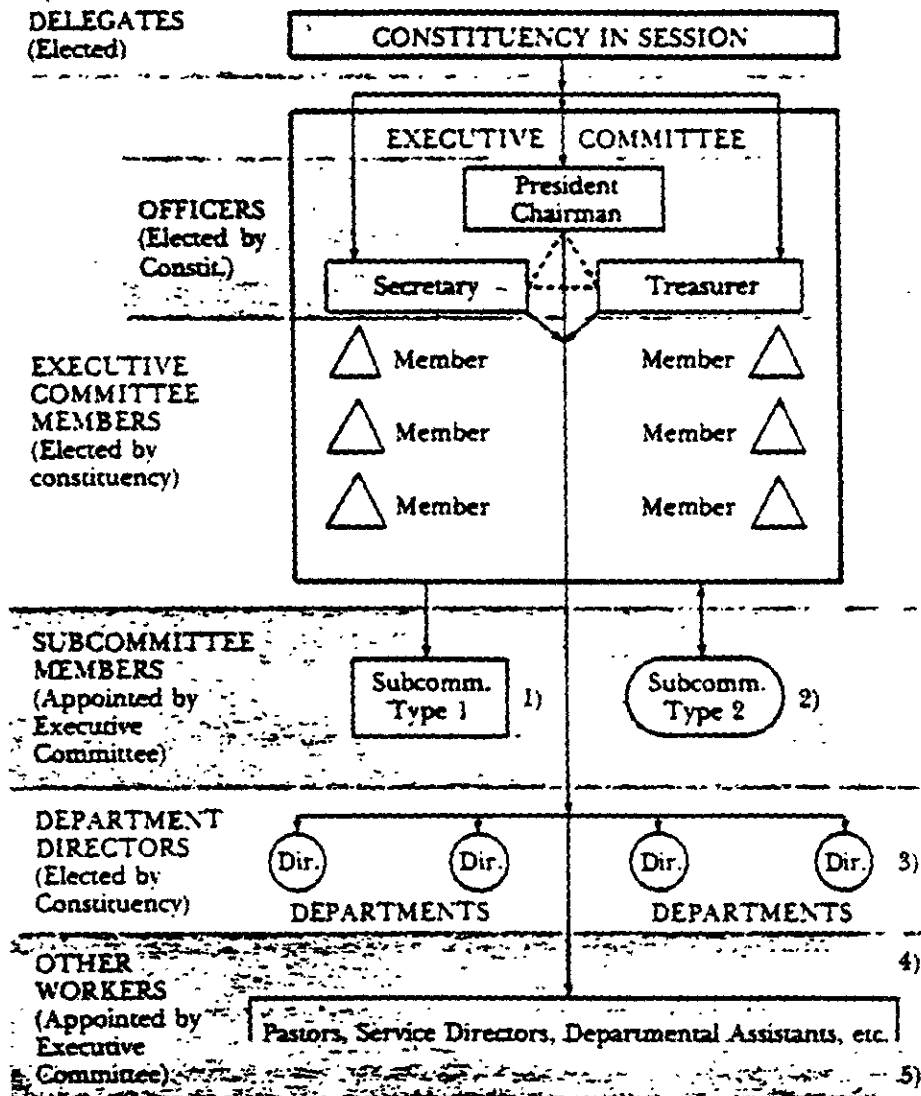 DELEGATES
(Elected)
CONSTITUENCY IN SESSION
EXECUTIVE COMMITTEE
OFFICERS
(Elected by
Constit.)
President
Chairman
Secretary
Treasurer
EXECUTIVE
COMMITTEE
MEMBERS
(Elected by
constituency)
Member Member
Member Member
Member Member
SUBCOMMITTEE
MEMBERS
(Appointed by
Executive
Committee)
Subcomm.
Type 1
1)
Subcomm.
Type 2
2)
DEPARTMENT
DIRECTORS
(Elected by
Constituency)
Dir. Dir. Dir. Dir. 3)
DEPARTMENTS DEPARTMENTS
OTHER
WORKERS
(Appointed by
Executive
Committee)
4)
Pastors, Service Directors, Departmental Assistants, etc.
5)